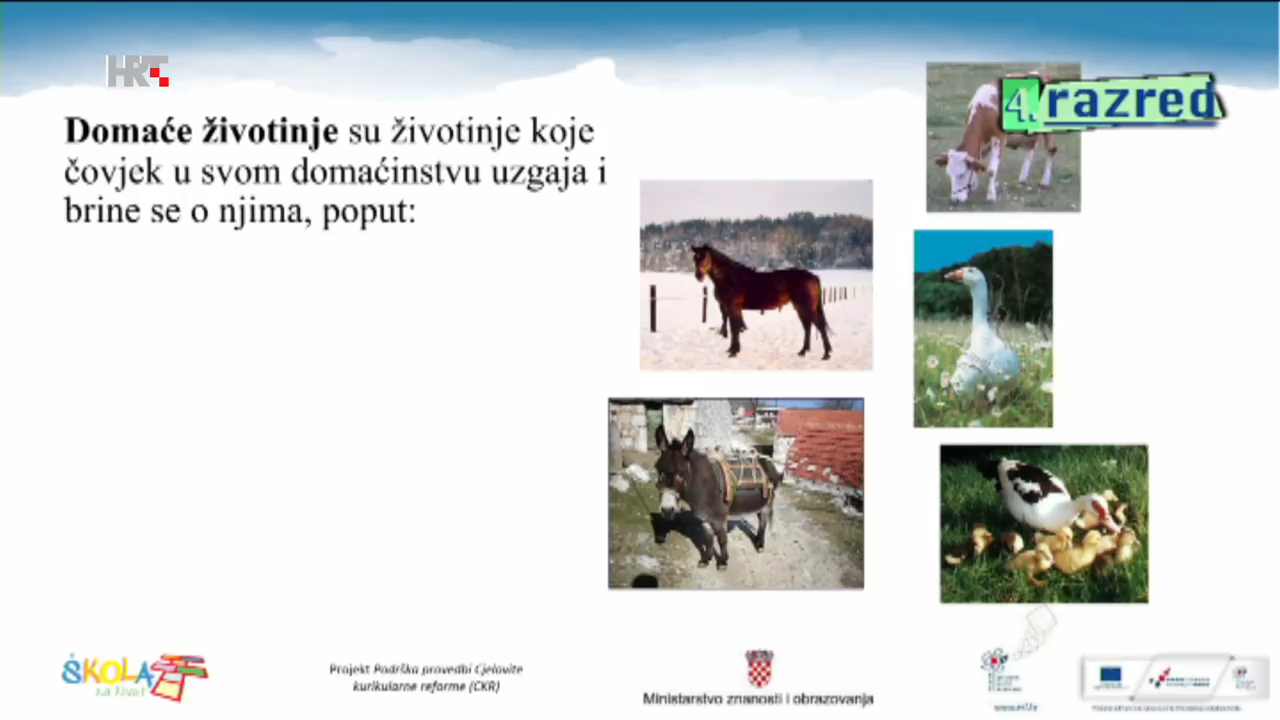 HRT
4. razred
Domaće životinje su životinje koje
čovjek u svom domaćinstvu uzgaja i
brine se o njima, poput:
ŠKOLA
za život
Projekt Podrška provedbi Cjelovite
kurikularne reforme (CKR)
Ministarstvo znanosti i obrazovanja